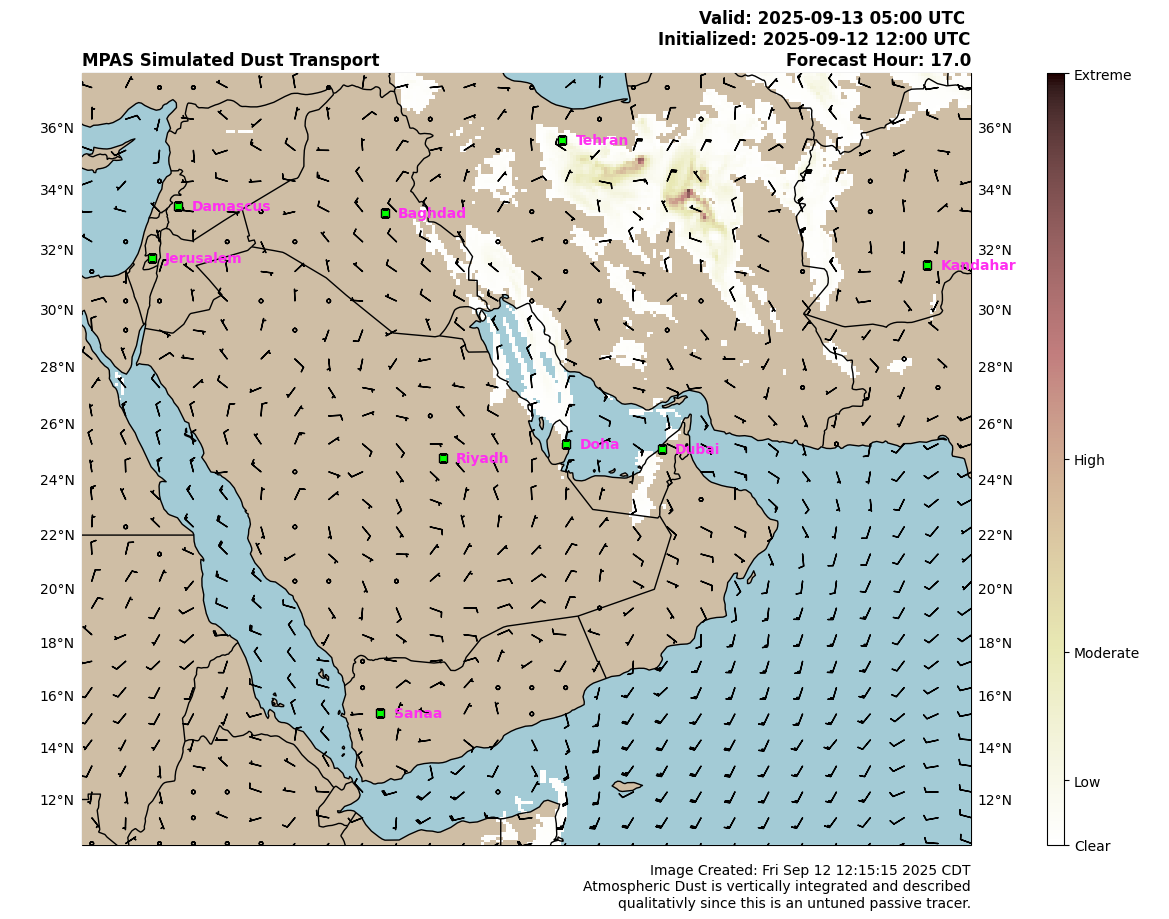 Valid: 2025-09-13 05:00 UTC
Initialized: 2025-09-12 12:00 UTC
MPAS Simulated Dust Transport
Forecast Hour: 17.0
Extreme
High
Moderate
Low
Clear
36°N
34°N
32°N
30°N
28°N
26°N
24°N
22°N
20°N
18°N
16°N
14°N
12°N
36°N
34°N
32°N
30°N
28°N
26°N
24°N
22°N
20°N
18°N
16°N
14°N
12°N
Tehran
Damascus
Baghdad
Jerusalem
Kandahar
Doha
Dubai
Riyadh
Sanaa
Image Created: Fri Sep 12 12:15:15 2025 CDT
Atmospheric Dust is vertically integrated and described
qualitativly since this is an untuned passive tracer.